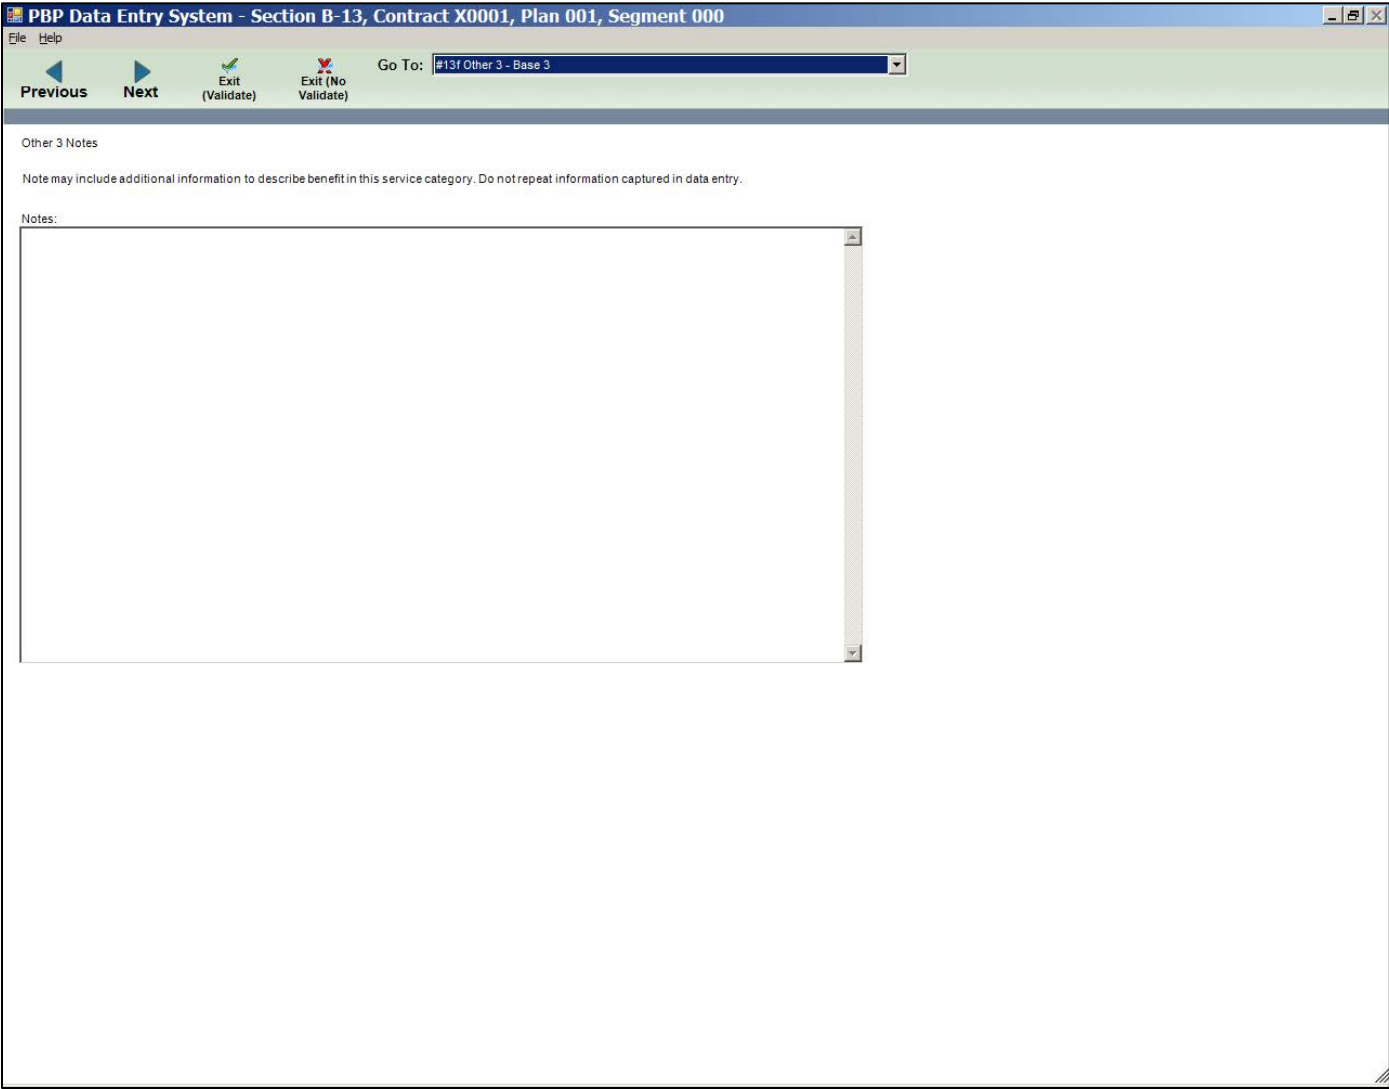 PBP Data Entry System - Section B-13, Contract X0001, Plan 001, Segment 000
File Help
Previous
Next
Exit
(Validate)
Exit (No
Validate)
Go To: #13f Other 3 - Base 3
Other 3 Notes
Note may include additional information to describe benefit in this service category. Do not repeat information captured in data entry.
Notes: